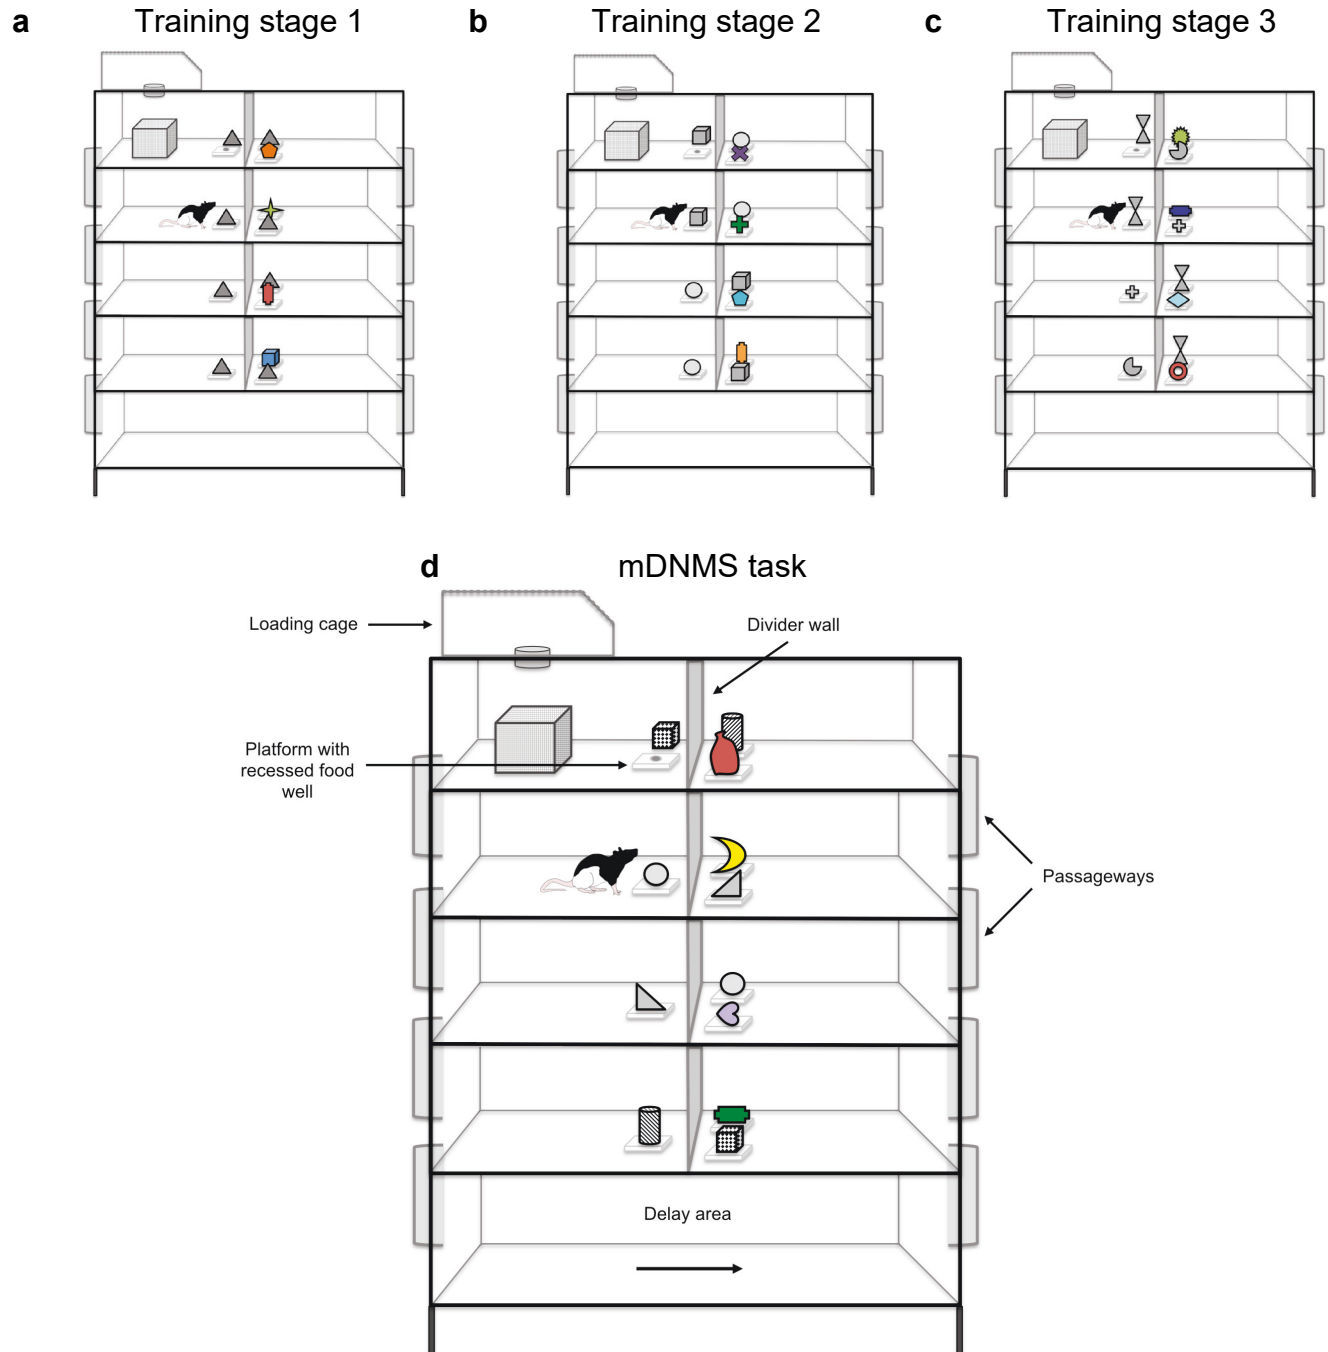 a
Training stage 1
b
Training stage 2
c
Training stage 3
d
mDNMS task
Loading cage
Divider wall
Platform with
recessed food
well
Passageways
Delay area